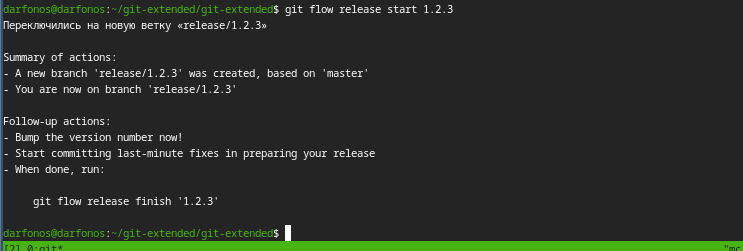 darfonos@darfonos:~/git-extended/git-extended$ git flow release start 1.2.3
Переключились на новую ветку «release/1.2.3»
Summary of actions:
- A new branch 'release/1.2.3' was created, based on 'master'
- You are now on branch 'release/1.2.3'
Follow-up actions:
- Bump the version number now!
- Start committing last-minute fixes in preparing your release
- When done, run:
git flow release finish '1.2.3'
darfonos@darfonos:~/git-extended/git-extended$
[2] 0:git* "mc